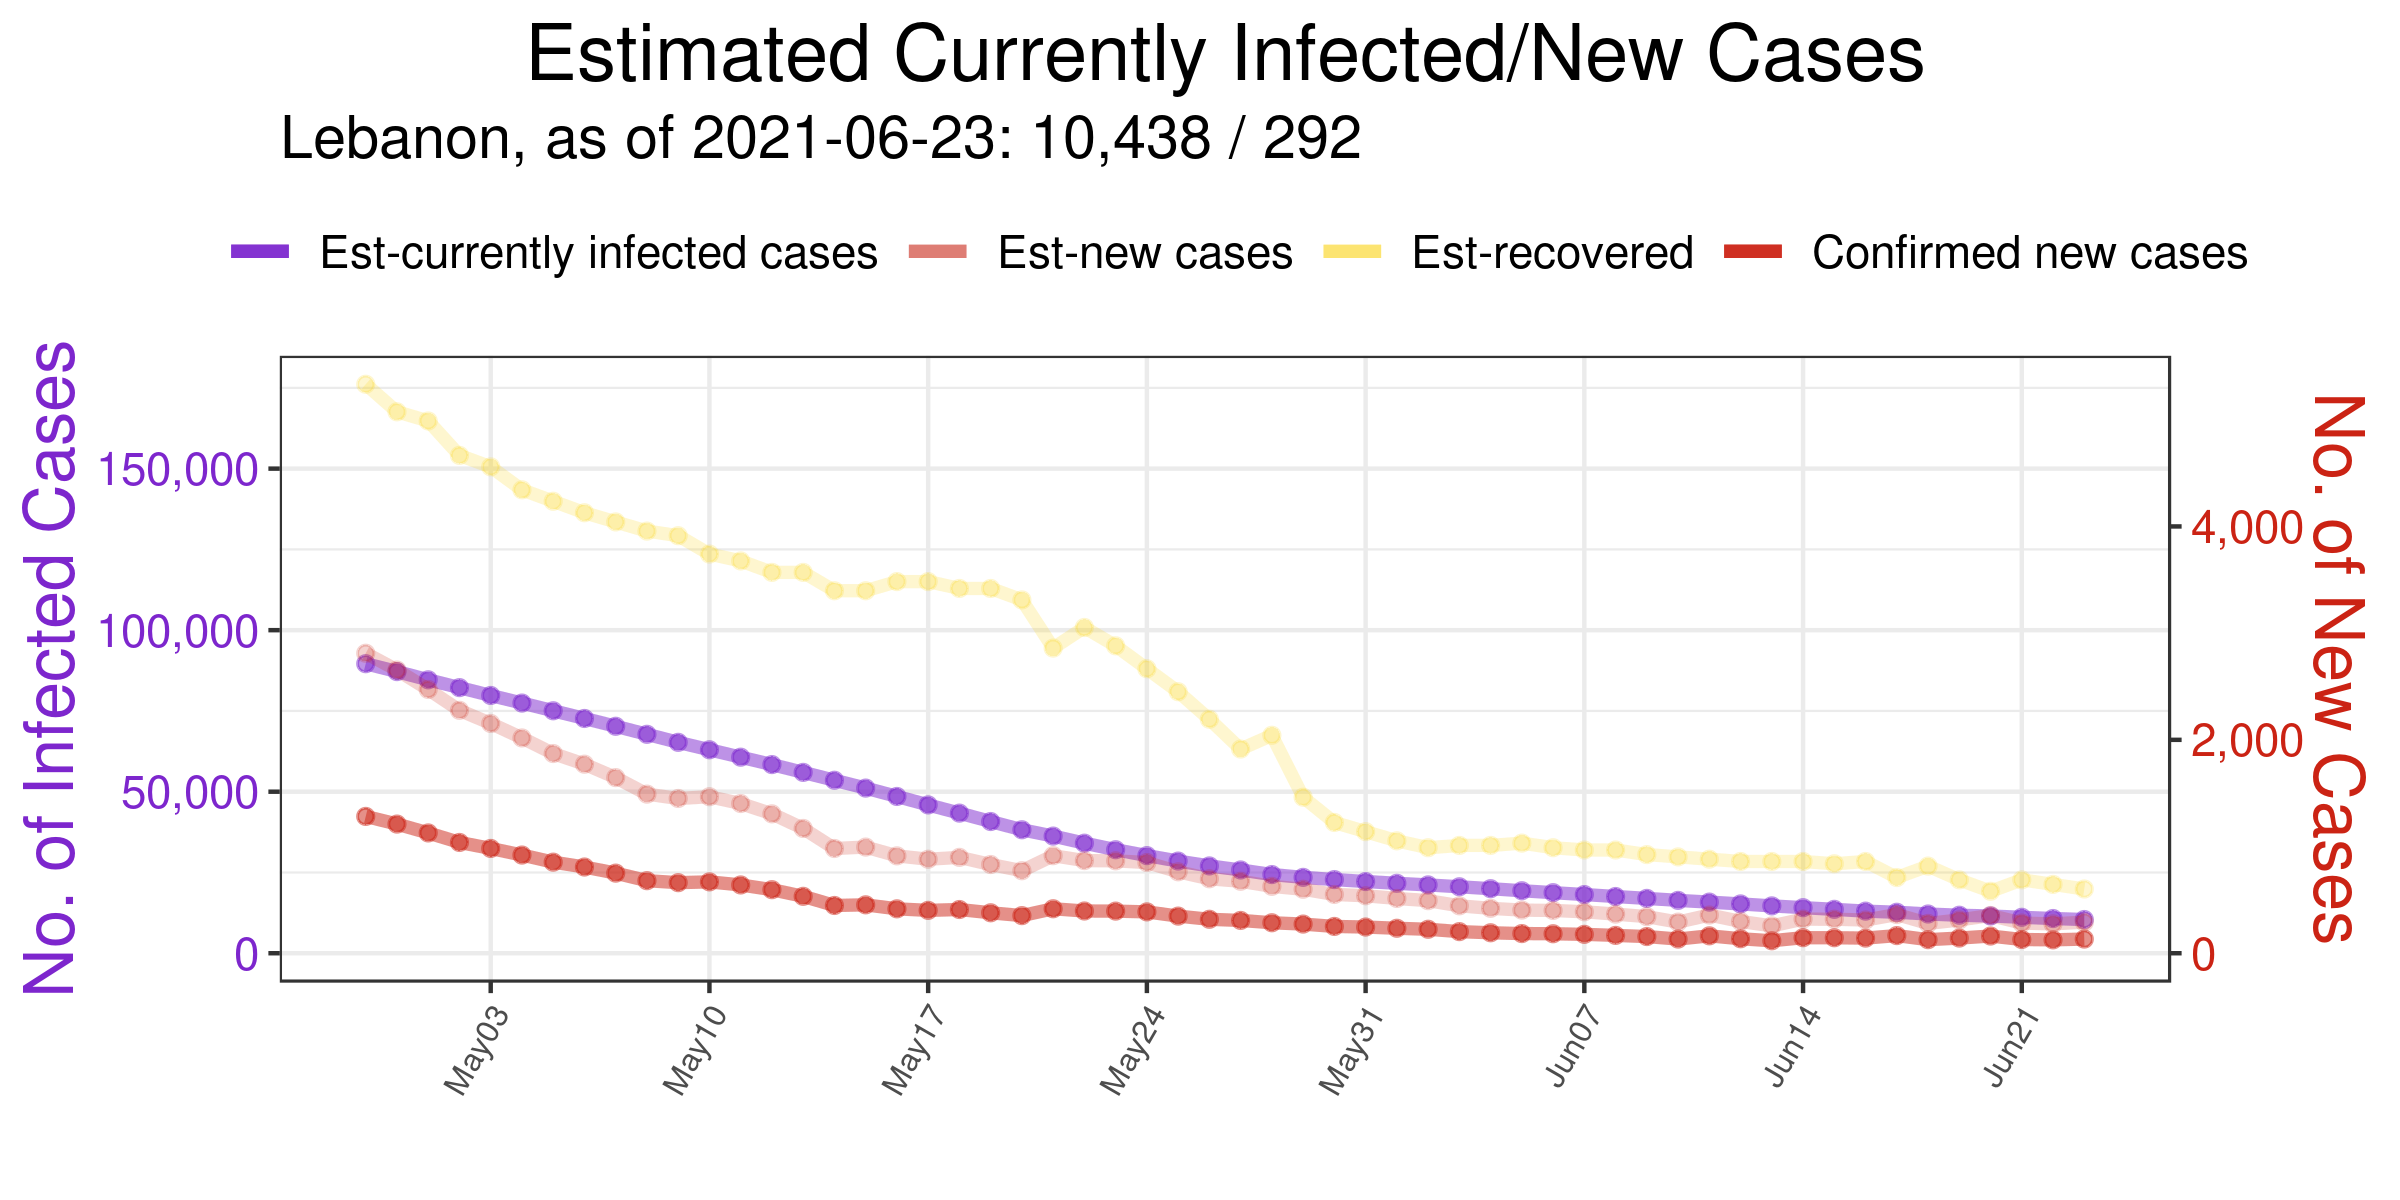 Estimated Currently Infected/New Cases
Lebanon, as of 2021-06-23: 10,438 / 292
Est-currently infected cases Est-new cases Est-recovered Confirmed new cases
No. of Infected Cases
150,000
100,000
50,000
0
4,000
2,000
0
No. of New Cases
May03 May10 May17 May24 May31 Jun07 Jun14 Jun21